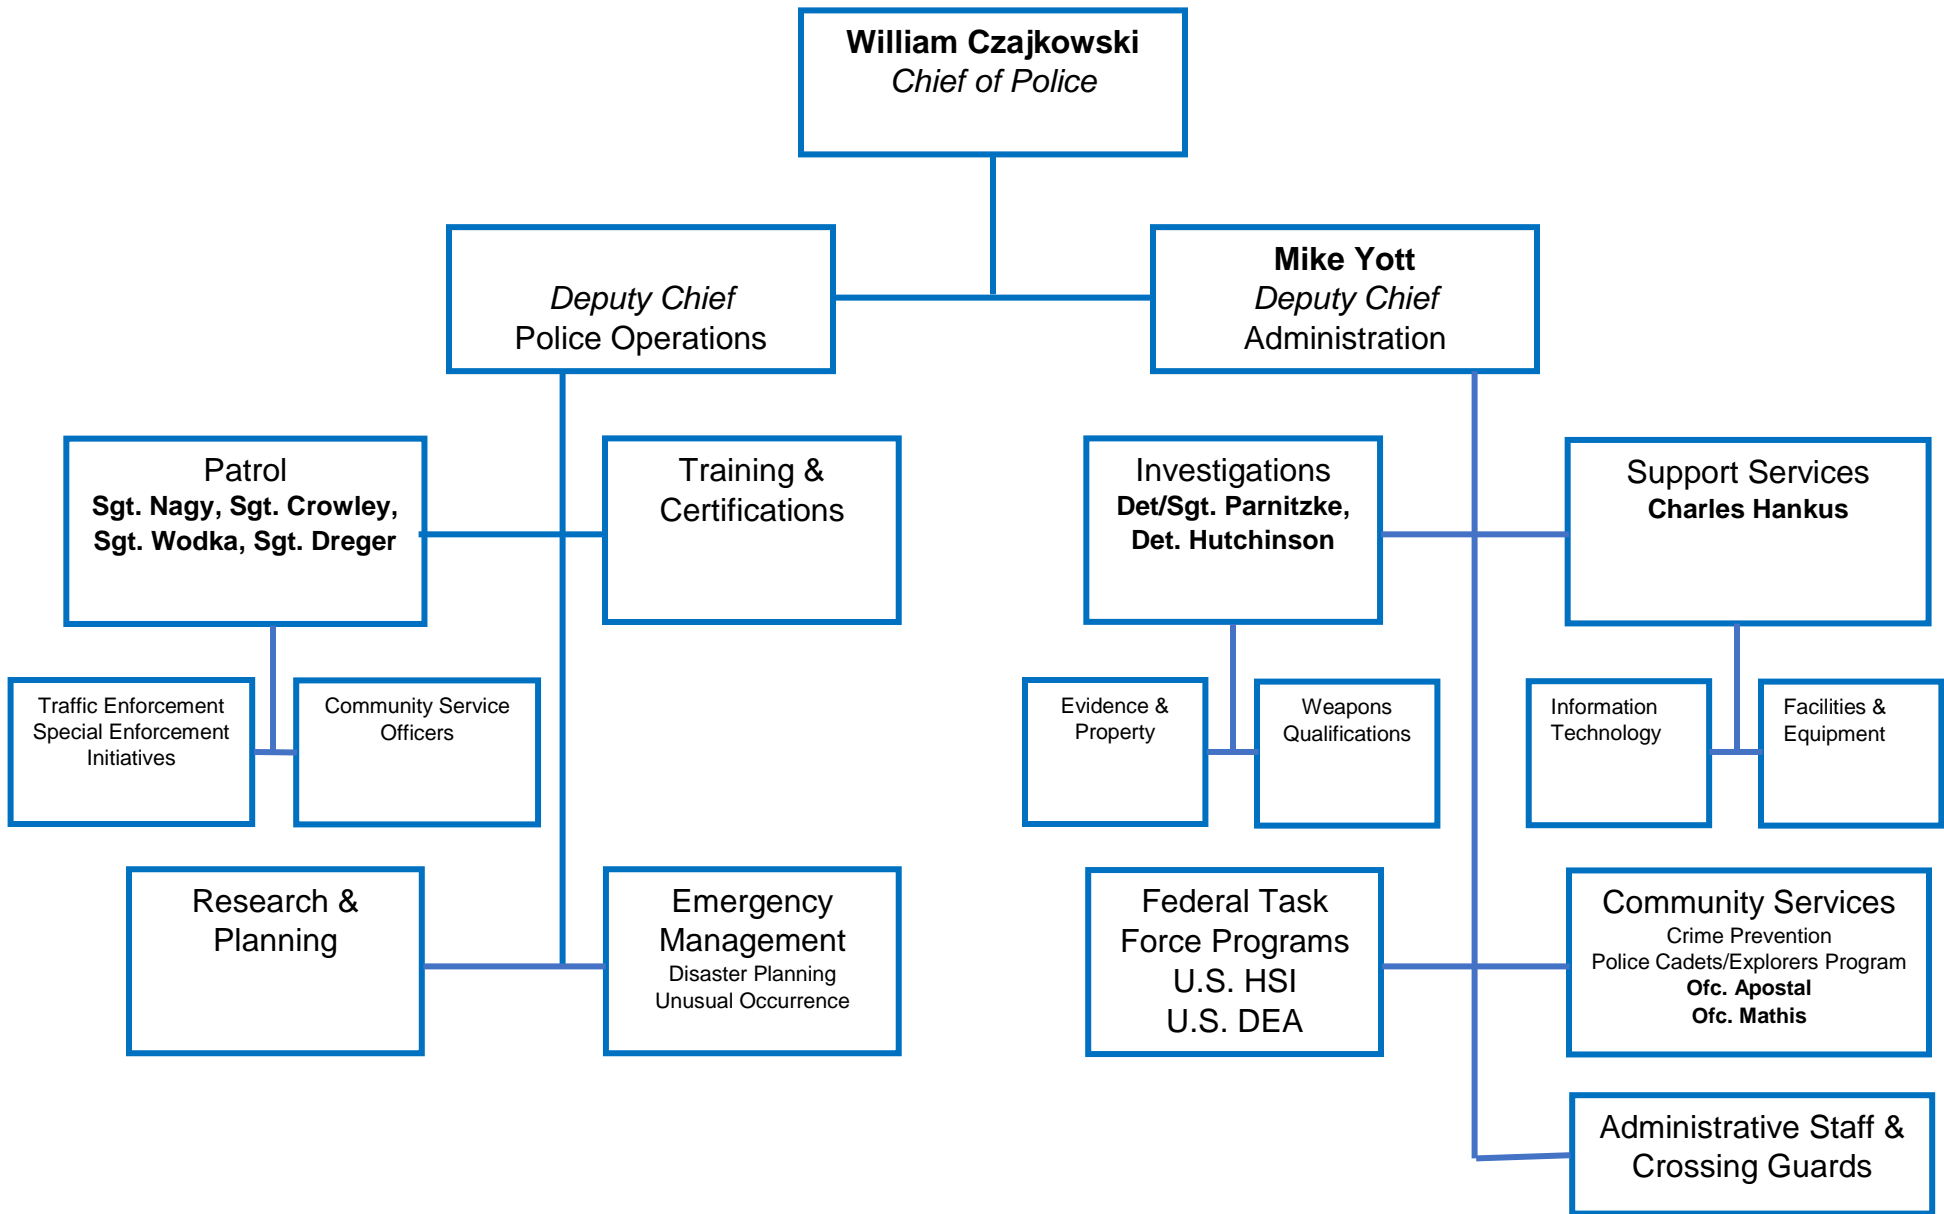 William Czajkowski
Chief of Police
Deputy Chief
Police Operations
Mike Yott
Deputy Chief
Administration
Patrol
Sgt. Nagy, Sgt. Crowley,
Sgt. Wodka, Sgt. Dreger
Training &
Certifications
Investigations
Det/Sgt. Parnitzke,
Det. Hutchinson
Support Services
Charles Hankus
Traffic Enforcement
Special Enforcement
Initiatives
Community Service
Officers
Evidence &
Property
Weapons
Qualifications
Information
Technology
Facilities &
Equipment
Research &
Planning
Emergency
Management
Disaster Planning
Unusual Occurrence
Federal Task
Force Programs
U.S. HSI
U.S. DEA
Community Services
Crime Prevention
Police Cadets/Explorers Program
Ofc. Apostal
Ofc. Mathis
Administrative Staff &
Crossing Guards